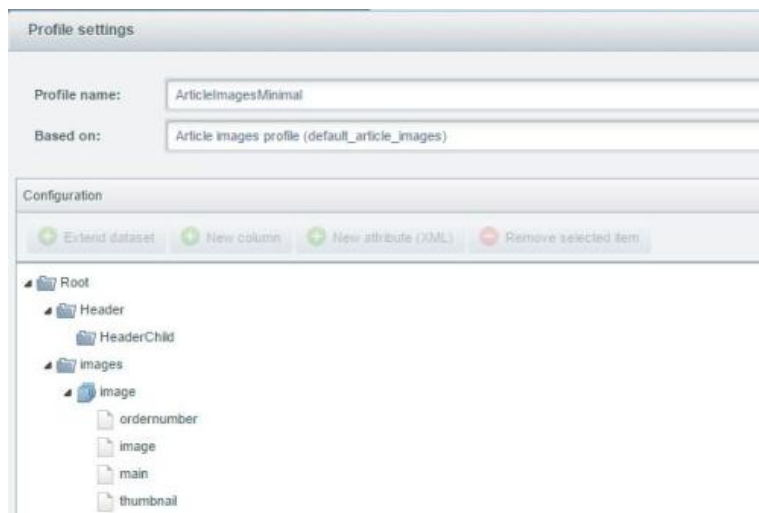 Profile settings
Profile name: ArticleImagesMinimal
Based on: Article images profile (default_article_images)
Configuration
Extend dataset New column New attribute (XML) Remove selected item
Root
Header
HeaderChild
images
image
ordernumber
image
main
thumbnail